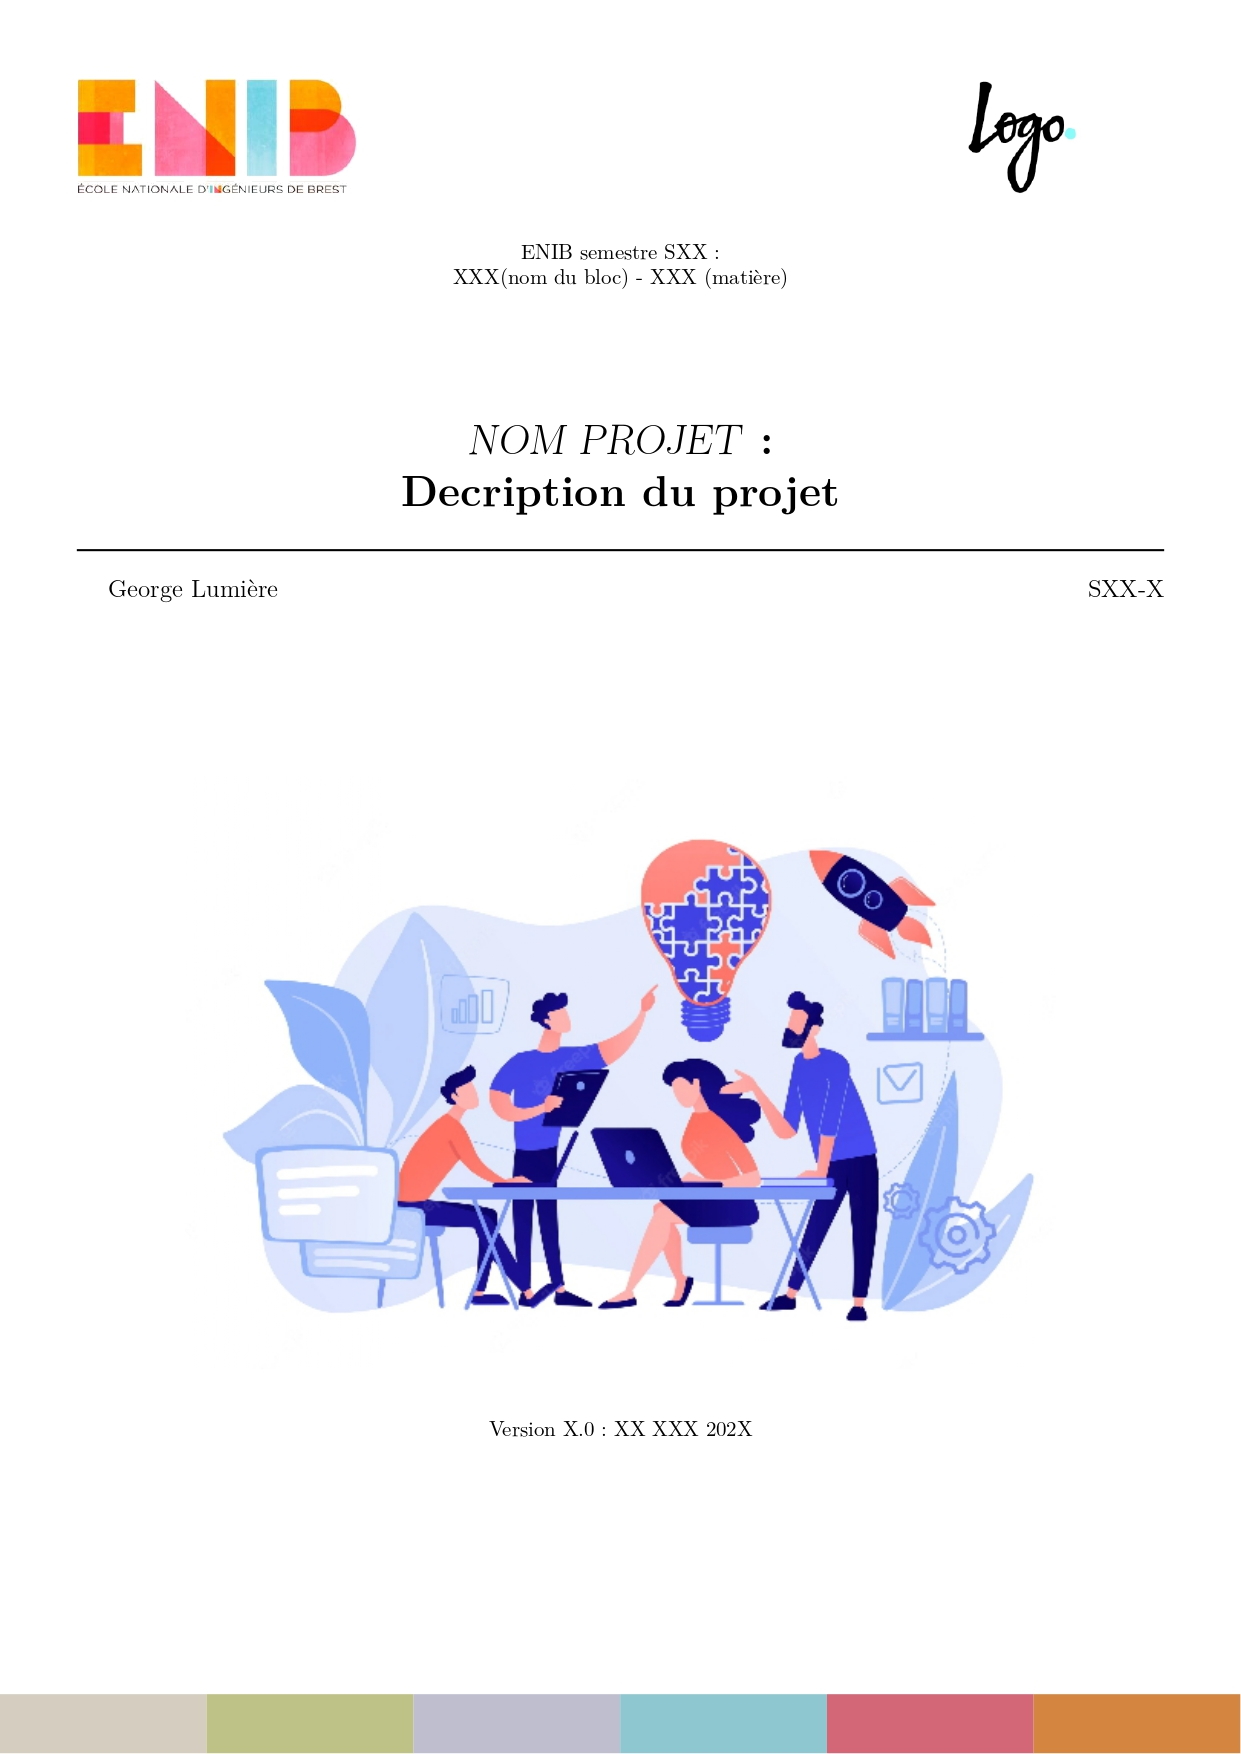 ENIB
ÉCOLE NATIONALE D'INGÉNIEURS DE BREST
Logo.
ENIB semestre SXX :
XXX(nom du bloc) - XXX (matière)
NOM PROJET :
Decription du projet
George Lumière
SXX-X
Version X.0 : XX XXX 202X